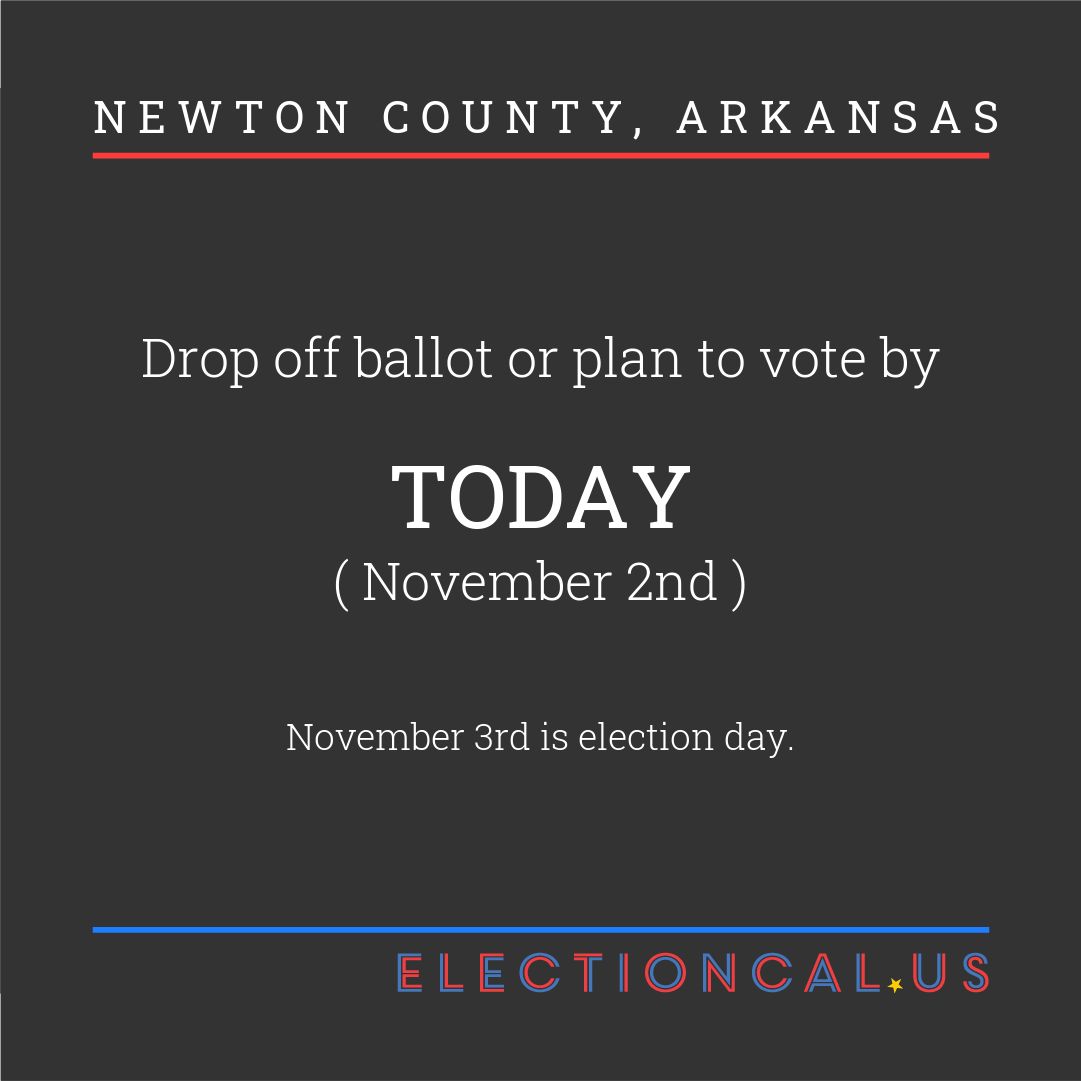 NEWTON COUNTY, ARKANSAS
Drop off ballot or plan to vote by
TODAY
( November 2nd )
November 3rd is election day.
ELECTIONCAL.US